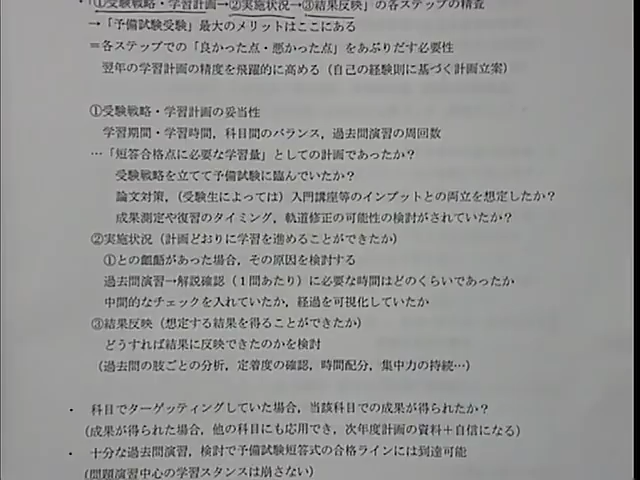 ・「①受験戦略・学習計画→②実施状況→③結果反映」の各ステップの精査
→「予備試験受験」最大のメリットはここにある
＝各ステップでの「良かった点・悪かった点」をあぶりだす必要性
翌年の学習計画の精度を飛躍的に高める（自己の経験則に基づく計画立案）
①受験戦略・学習計画の妥当性
学習期間・学習時間，科目間のバランス，過去問演習の周回数
…「短答合格点に必要な学習量」としての計画であったか？
受験戦略を立てて予備試験に臨んでいたか？
論文対策，（受験生によっては）入門講座等のインプットとの両立を想定したか？
成果測定や復習のタイミング，軌道修正の可能性の検討がされていたか？
②実施状況（計画どおりに学習を進めることができたか）
①との齟齬があった場合，その原因を検討する
過去問演習→解説確認（１問あたり）に必要な時間はどのくらいであったか
中間的なチェックを入れていたか，経過を可視化していたか
③結果反映（想定する結果を得ることができたか）
どうすれば結果に反映できたのかを検討
（過去問の肢ごとの分析，定着度の確認，時間配分，集中力の持続…）
・ 科目でターゲッティングしていた場合，当該科目での成果が得られたか？
（成果が得られた場合，他の科目にも応用でき，次年度計画の資料＋自信になる）
・ 十分な過去問演習，検討で予備試験短答式の合格ラインには到達可能
（問題演習中心の学習スタンスは崩さない）